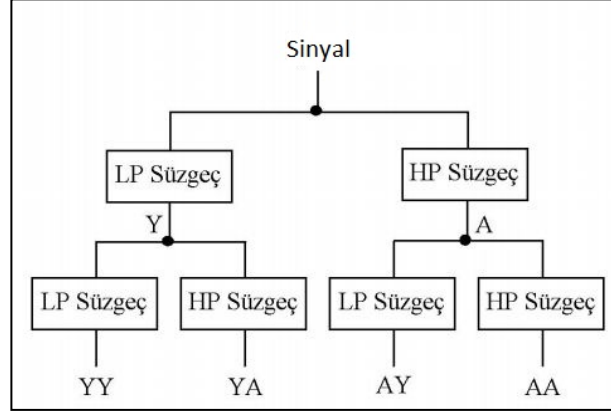 Sinyal
LP Süzgeç HP Süzgeç
Y A
LP Süzgeç HP Süzgeç LP Süzgeç HP Süzgeç
YY YA AY AA